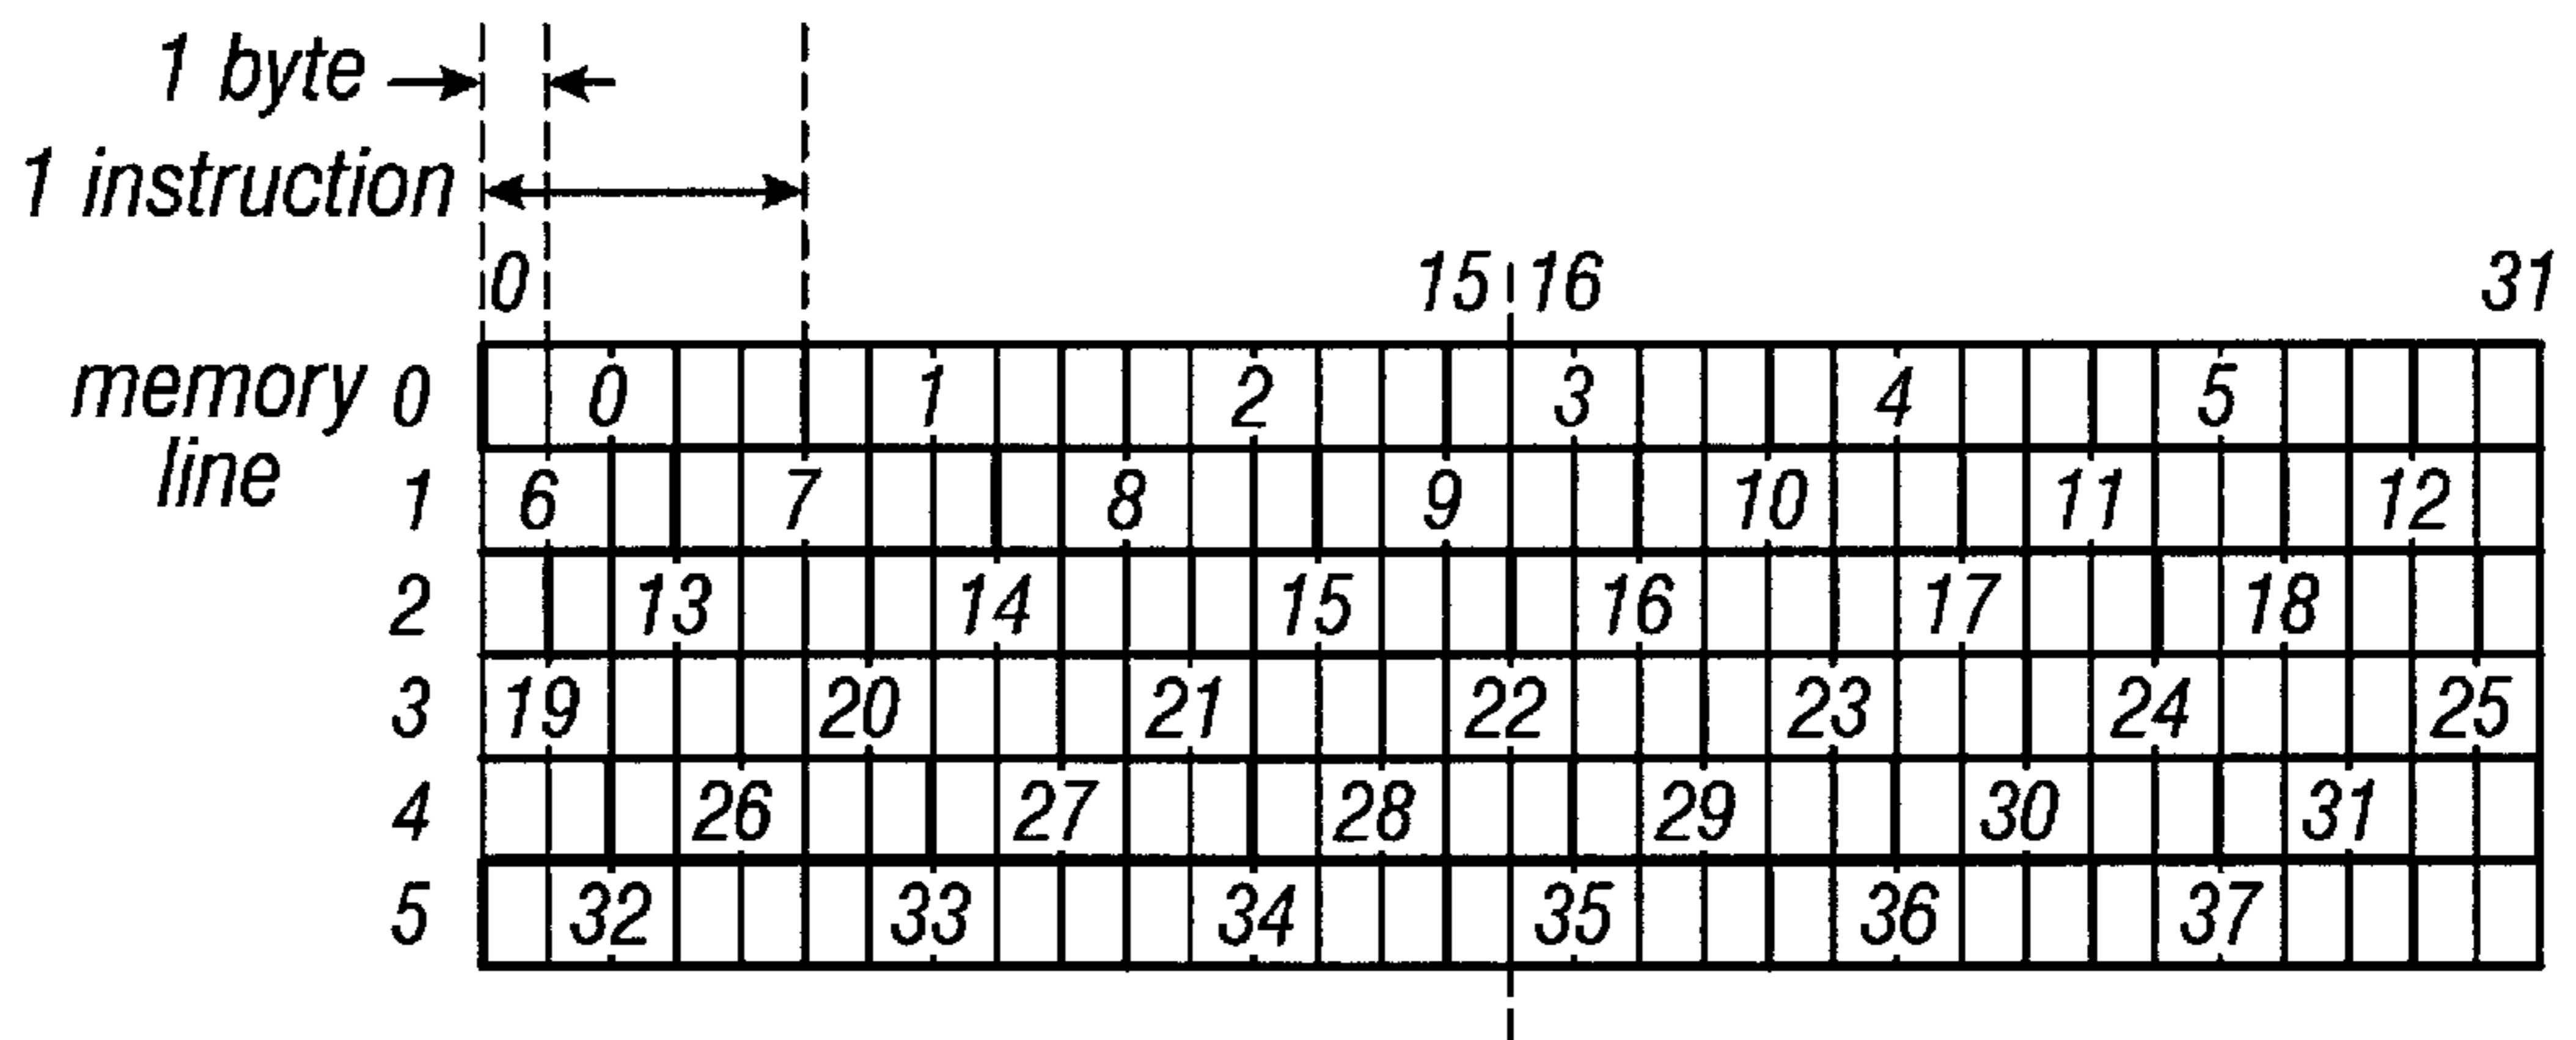 1 byte
1 instruction
0 15 16 31
memory line 0 0 1 2 3 4 5
1 6 7 8 9 10 11 12
2 13 14 15 16 17 18
3 19 20 21 22 23 24 25
4 26 27 28 29 30 31
5 32 33 34 35 36 37